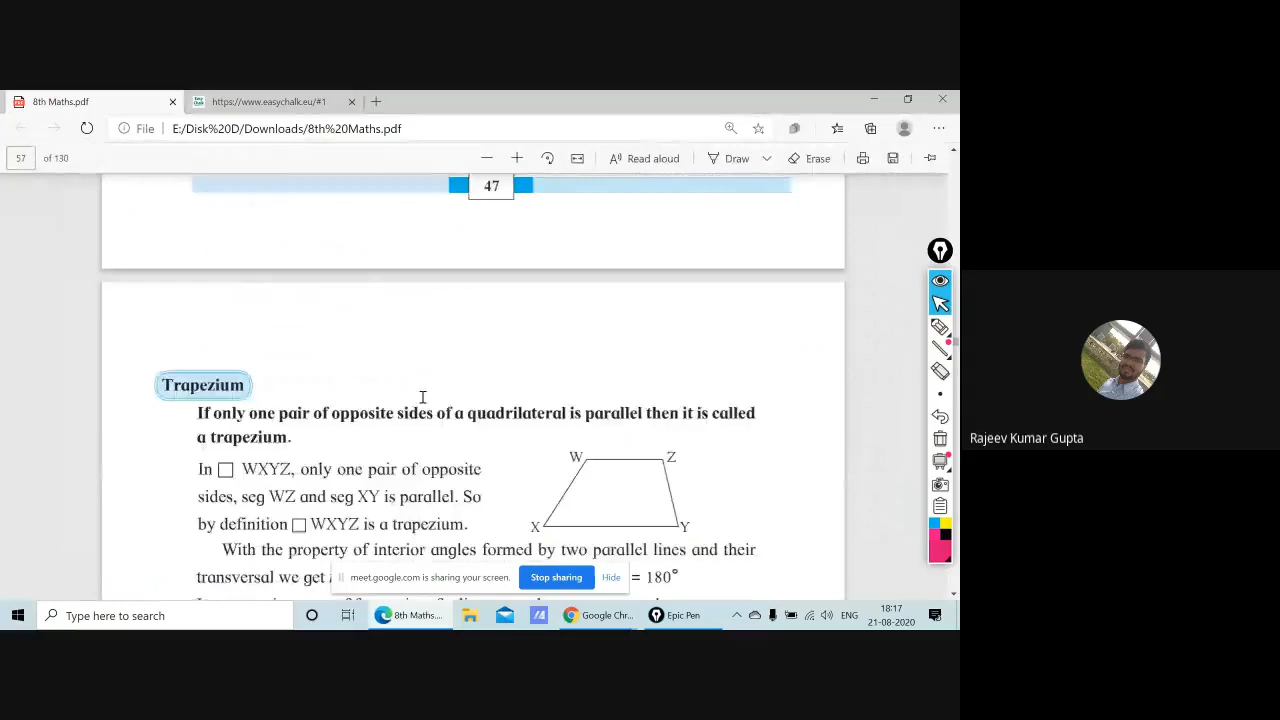 8th Maths.pdf
https://www.easychalk.eu/#1
File
E:/Disk%20D/Downloads/8th%20Maths.pdf
57 of 130
Read aloud
Draw
Erase
47
Trapezium
If only one pair of opposite sides of a quadrilateral is parallel then it is called
a trapezium.
In □ WXYZ, only one pair of opposite
sides, seg WZ and seg XY is parallel. So
by definition □ WXYZ is a trapezium.
W Z
X Y
With the property of interior angles formed by two parallel lines and their
transversal we get
= 180°
meet.google.com is sharing your screen.
Stop sharing
Hide
Rajeev Kumar Gupta
Type here to search
8th Maths....
Google Chr...
Epic Pen
ENG
18:17
21-08-2020